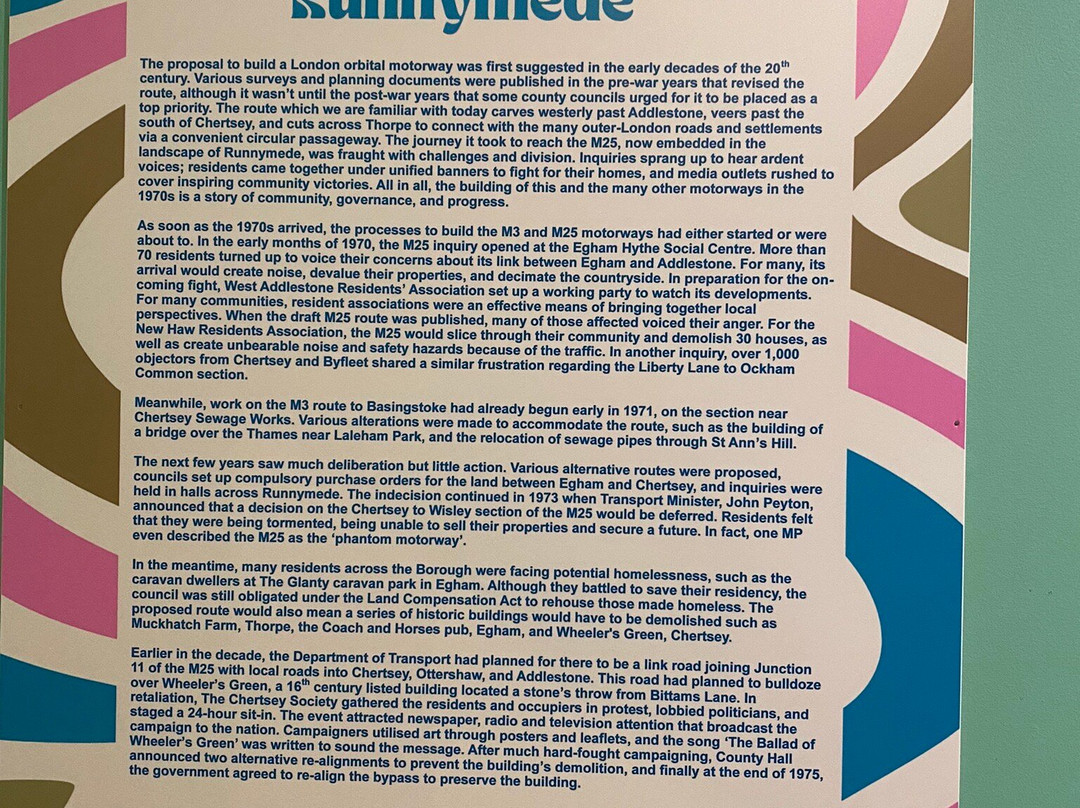 Runnymede
The proposal to build a London orbital motorway was first suggested in the early decades of the 20th
century. Various surveys and planning documents were published in the pre-war years that revised the
route, although it wasn't until the post-war years that some county councils urged for it to be placed as a
top priority. The route which we are familiar with today carves westerly past Addlestone, veers past the
south of Chertsey, and cuts across Thorpe to connect with the many outer-London roads and settlements
via a convenient circular passageway. The journey it took to reach the M25, now embedded in the
landscape of Runnymede, was fraught with challenges and division. Inquiries sprang up to hear ardent
voices; residents came together under unified banners to fight for their homes, and media outlets rushed to
cover inspiring community victories. All in all, the building of this and the many other motorways in the
1970s is a story of community, governance, and progress.
As soon as the 1970s arrived, the processes to build the M3 and M25 motorways had either started or were
about to. In the early months of 1970, the M25 inquiry opened at the Egham Hythe Social Centre. More than
70 residents turned up to voice their concerns about its link between Egham and Addlestone. For many, its
arrival would create noise, devalue their properties, and decimate the countryside. In preparation for the on-
coming fight, West Addlestone Residents' Association set up a working party to watch its developments.
For many communities, resident associations were an effective means of bringing together local
perspectives. When the draft M25 route was published, many of those affected voiced their anger. For the
New Haw Residents Association, the M25 would slice through their community and demolish 30 houses, as
well as create unbearable noise and safety hazards because of the traffic. In another inquiry, over 1,000
objectors from Chertsey and Byfleet shared a similar frustration regarding the Liberty Lane to Ockham
Common section.
Meanwhile, work on the M3 route to Basingstoke had already begun early in 1971, on the section near
Chertsey Sewage Works. Various alterations were made to accommodate the route, such as the building of
a bridge over the Thames near Laleham Park, and the relocation of sewage pipes through St Ann's Hill.
The next few years saw much deliberation but little action. Various alternative routes were proposed,
councils set up compulsory purchase orders for the land between Egham and Chertsey, and inquiries were
held in halls across Runnymede. The indecision continued in 1973 when Transport Minister, John Peyton,
announced that a decision on the Chertsey to Wisley section of the M25 would be deferred. Residents felt
that they were being tormented, being unable to sell their properties and secure a future. In fact, one MP
even described the M25 as the 'phantom motorway'.
In the meantime, many residents across the Borough were facing potential homelessness, such as the
caravan dwellers at The Glanty caravan park in Egham. Although they battled to save their residency, the
council was still obligated under the Land Compensation Act to rehouse those made homeless. The
proposed route would also mean a series of historic buildings would have to be demolished such as
Muckhatch Farm, Thorpe, the Coach and Horses pub, Egham, and Wheeler's Green, Chertsey.
Earlier in the decade, the Department of Transport had planned for there to be a link road joining Junction
11 of the M25 with local roads into Chertsey, Ottershaw, and Addlestone. This road had planned to bulldoze
over Wheeler's Green, a 16th century listed building located a stone's throw from Bittams Lane. In
retaliation, The Chertsey Society gathered the residents and occupiers in protest, lobbied politicians, and
staged a 24-hour sit-in. The event attracted newspaper, radio and television attention that broadcast the
campaign to the nation. Campaigners utilised art through posters and leaflets, and the song 'The Ballad of
Wheeler's Green' was written to sound the message. After much hard-fought campaigning, County Hall
announced two alternative re-alignments to prevent the building's demolition, and finally at the end of 1975,
the government agreed to re-align the bypass to preserve the building.